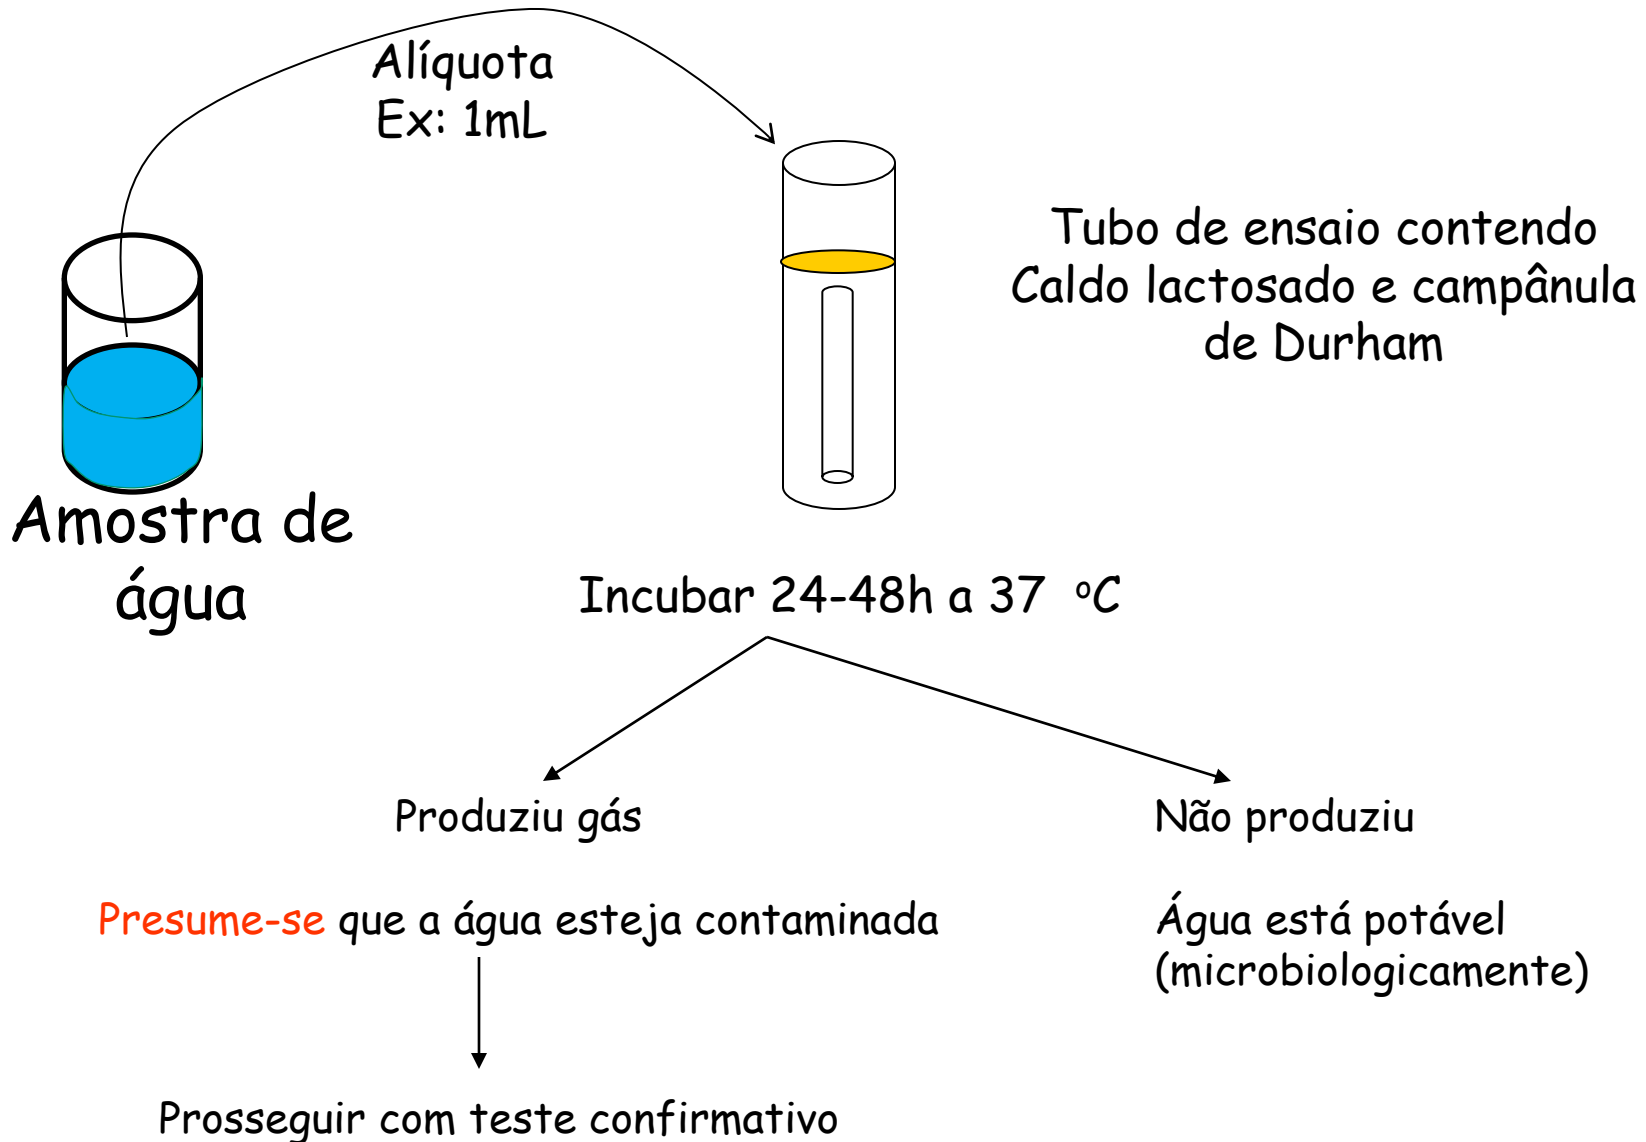 Alíquota
Ex: 1mL
Tubo de ensaio contendo
Caldo lactosado e campânula
de Durham
Amostra de
água
Incubar 24-48h a 37 ºC
Produziu gás
Não produziu
Presume-se que a água esteja contaminada
Água está potável
(microbiologicamente)
Prosseguir com teste confirmativo